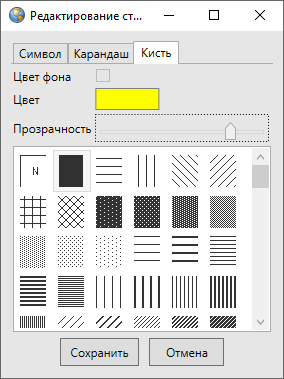 Редактирование ст...
Символ Карандаш Кисть
Цвет фона
Цвет
Прозрачность
N
Сохранить Отмена